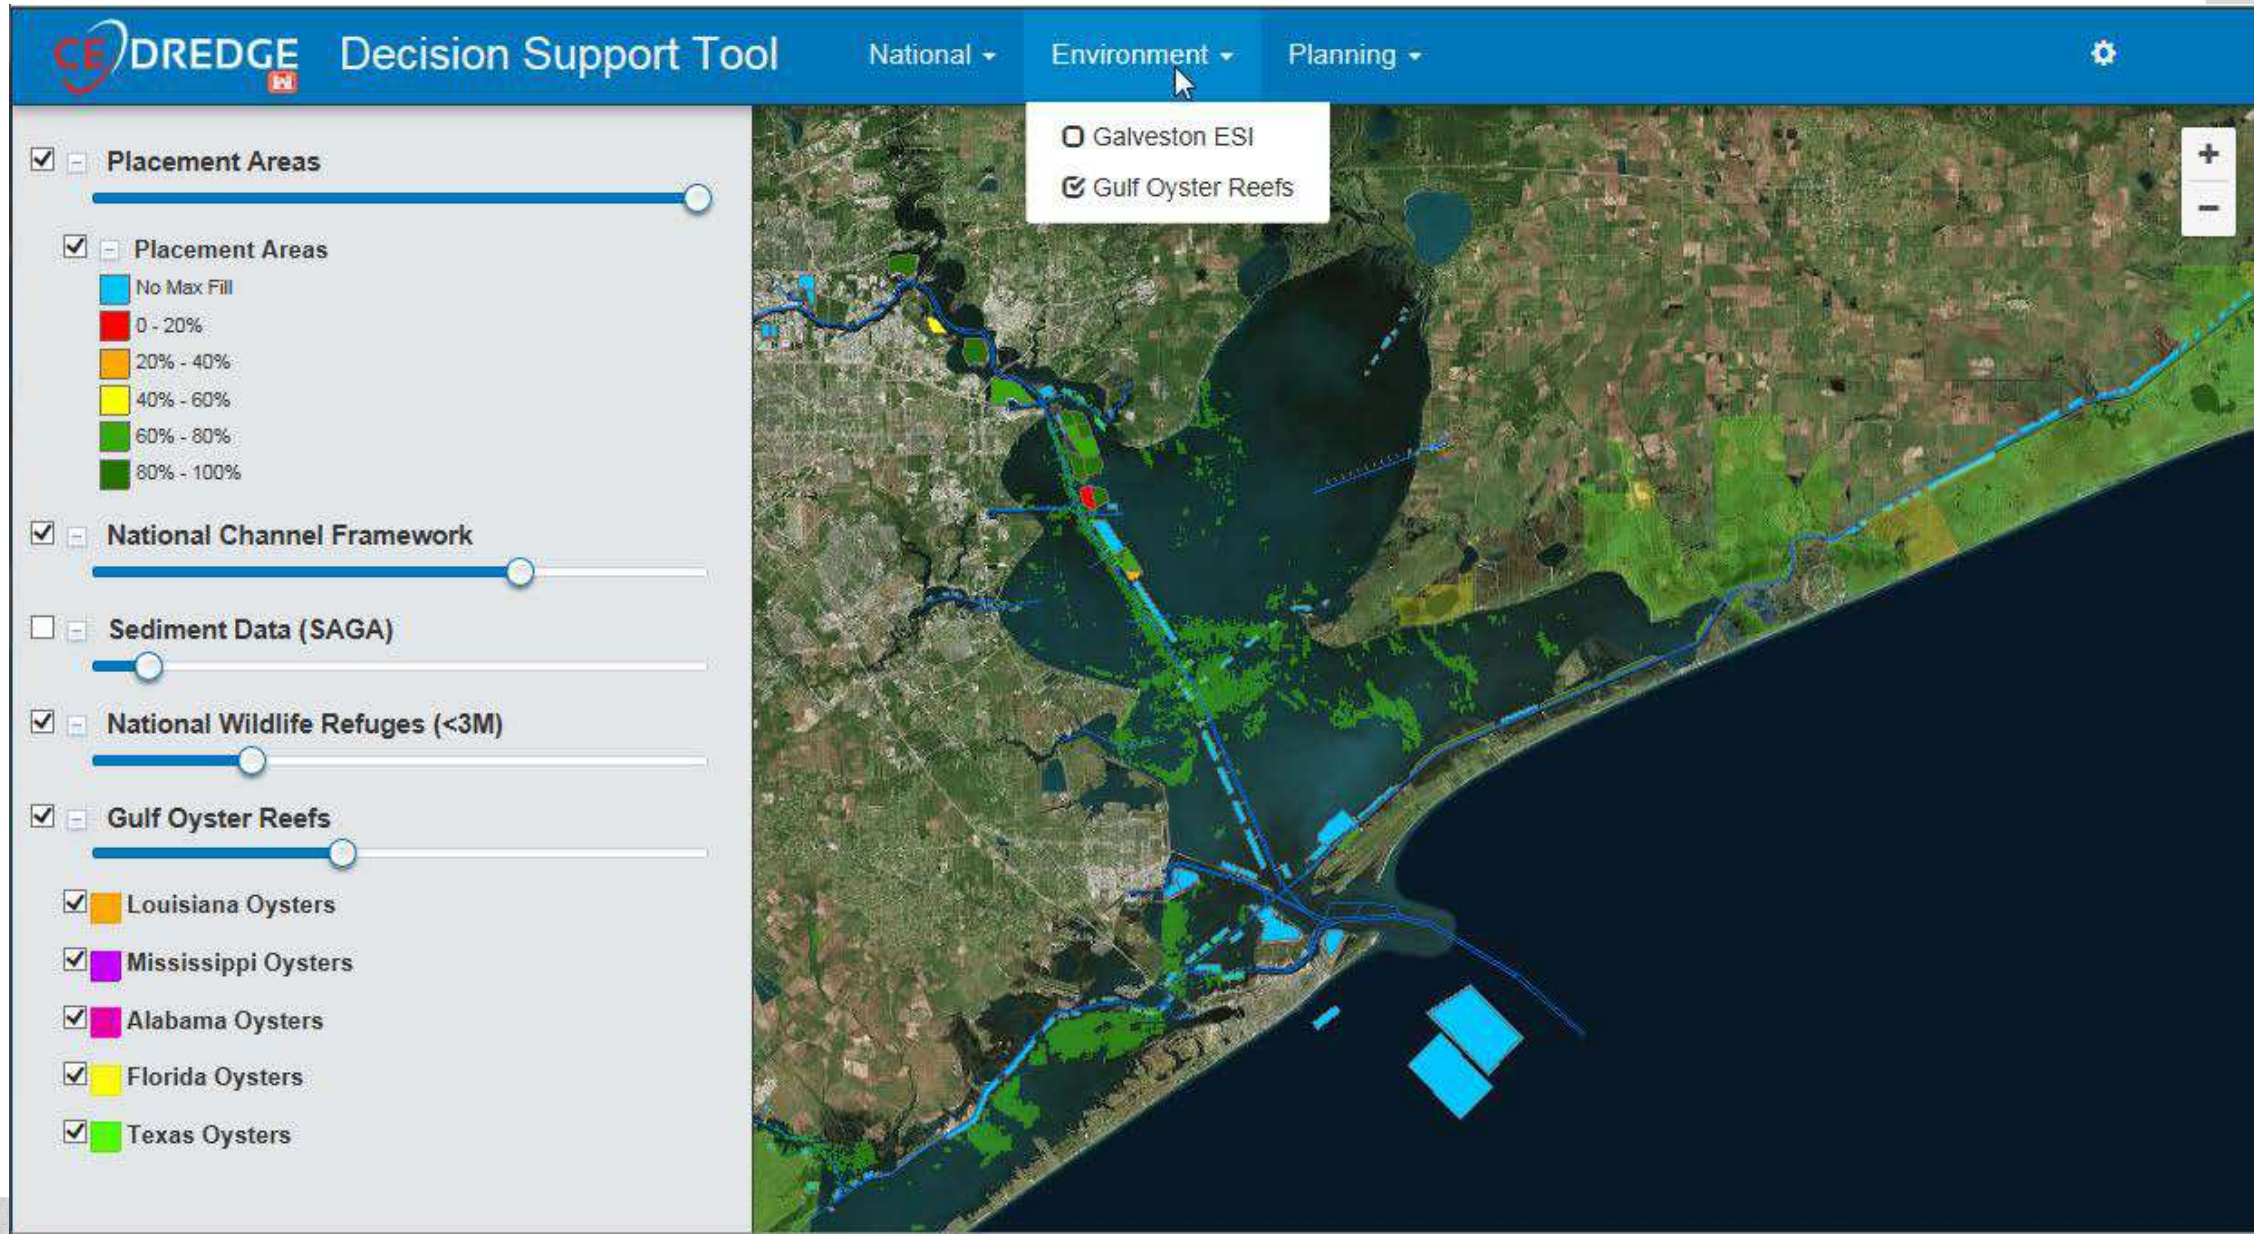 CE DREDGE Decision Support Tool National Environment Planning
Galveston ESI
Gulf Oyster Reefs
Placement Areas
Placement Areas
No Max Fill
0 - 20%
20% - 40%
40% - 60%
60% - 80%
80% - 100%
National Channel Framework
Sediment Data (SAGA)
National Wildlife Refuges (<3M)
Gulf Oyster Reefs
Louisiana Oysters
Mississippi Oysters
Alabama Oysters
Florida Oysters
Texas Oysters
+
−